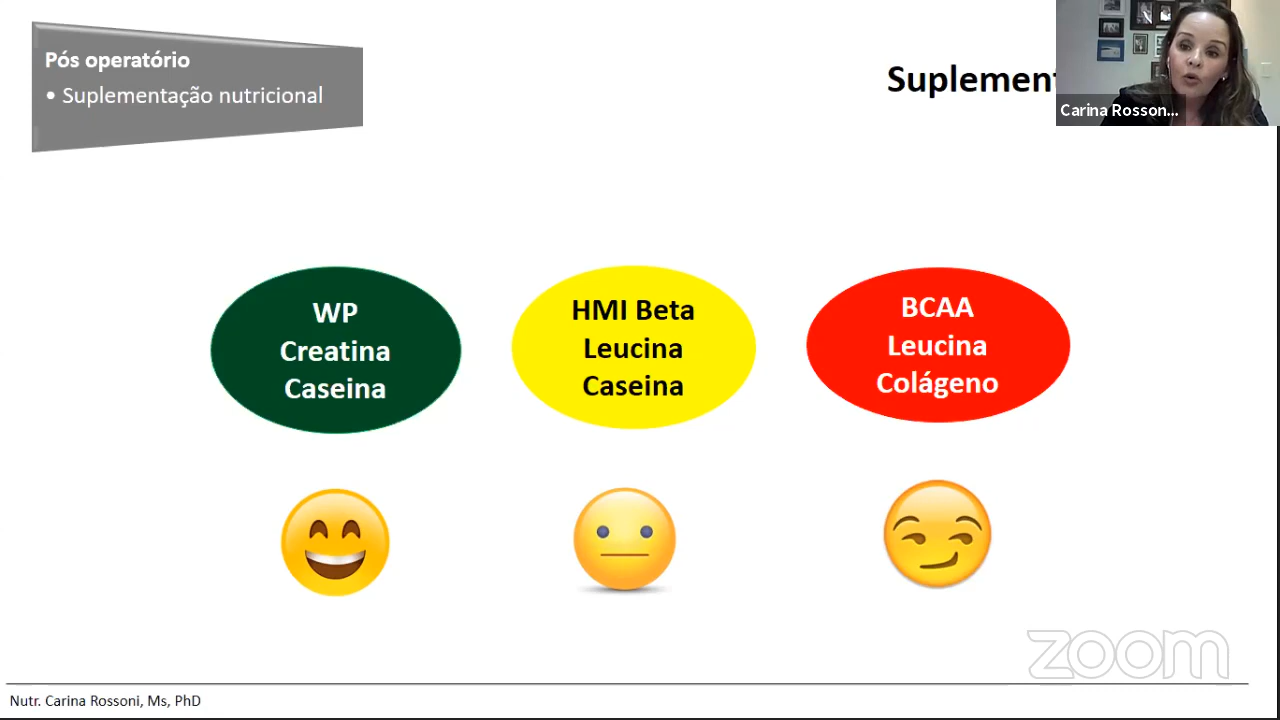 Pós operatório
• Suplementação nutricional
Suplement
Carina Rosson...
WP
Creatina
Caseina
HMI Beta
Leucina
Caseina
BCAA
Leucina
Colágeno
zoom
Nutr. Carina Rossoni, Ms, PhD